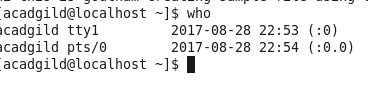 [acadgild@localhost ~]$ who
acadgild tty1         2017-08-28 22:53 (:0)
acadgild pts/0        2017-08-28 22:54 (:0.0)
[acadgild@localhost ~]$